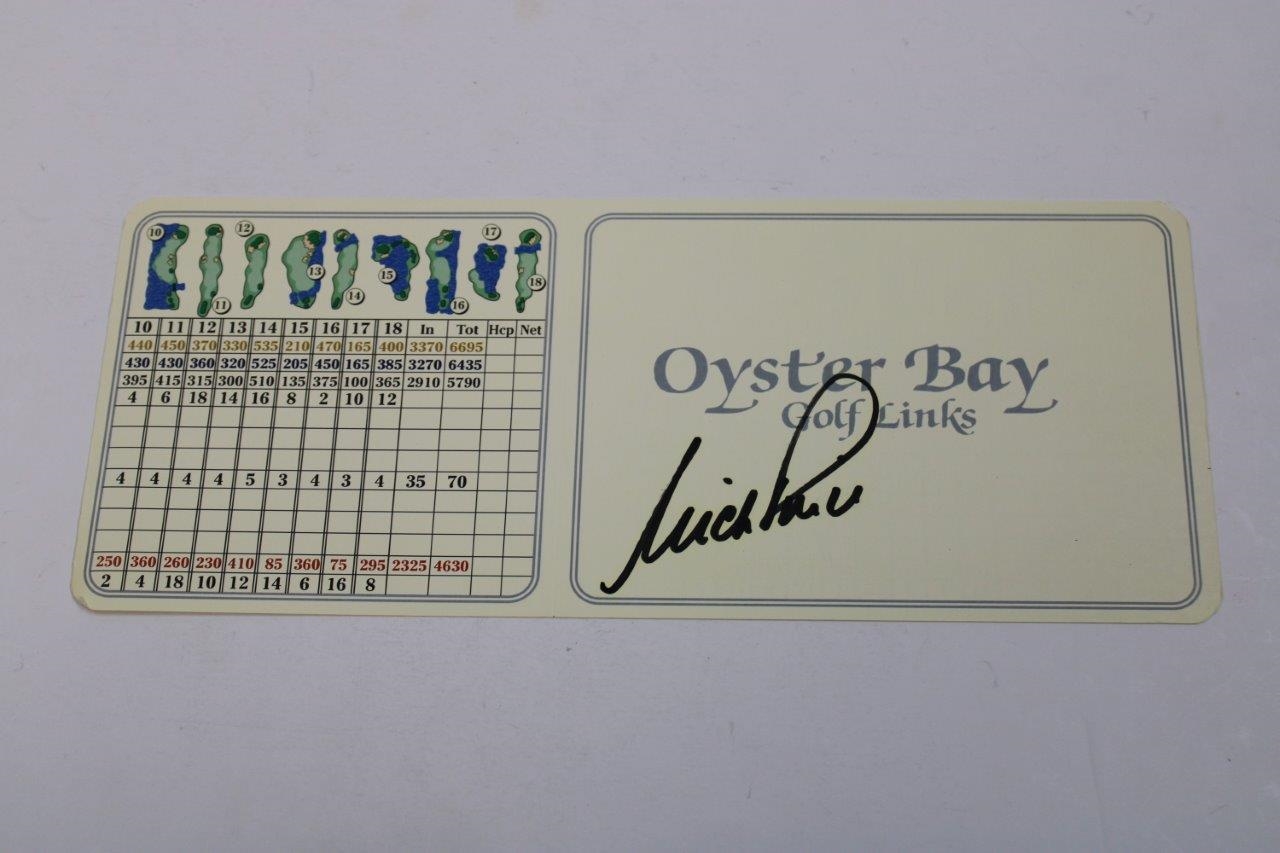 10
11
12
13
14
15
16
17
18
10 11 12 13 14 15 16 17 18 In Tot Hcp Net
440 450 370 330 535 210 470 165 400 3370 6695
430 430 360 320 525 205 450 165 385 3270 6435
395 415 315 300 510 135 375 100 365 2910 5790
4 6 18 14 16 8 2 10 12
4 4 4 4 5 3 4 3 4 35 70
250 360 260 230 410 85 360 75 295 2325 4630
2 4 18 10 12 14 6 16 8
Oyster Bay
Golf Links
Nick Price